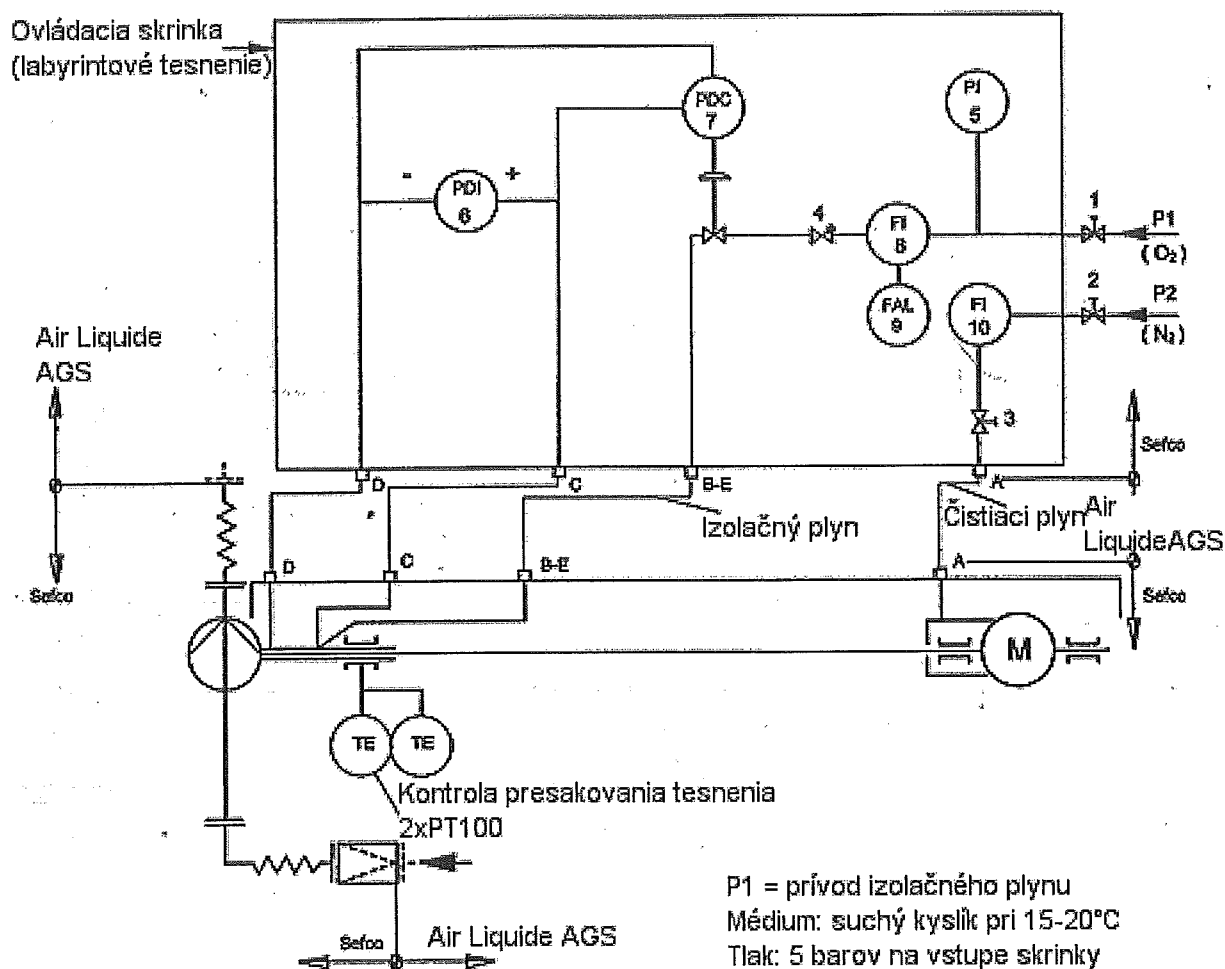 Ovládacia skrinka
(labyrintové tesnenie)
PDC
7
PI
5
-
PDI
6
+
4
FI
8
1
P1
(O₂)
FAL
9
FI
10
2
P2
(N₂)
3
Air Liquide
AGS
Sefco
D
C
B-E
A
Sefco
Izolačný plyn
Čistiaci plyn
Air
LiquideAGS
D
C
B-E
A
Sefco
M
TE
TE
Kontrola presakovania tesnenia
2xPT100
Sefco
Air Liquide AGS
P1 = prívod izolačného plynu
Médium: suchý kyslík pri 15-20°C
Tlak: 5 barov na vstupe skrinky